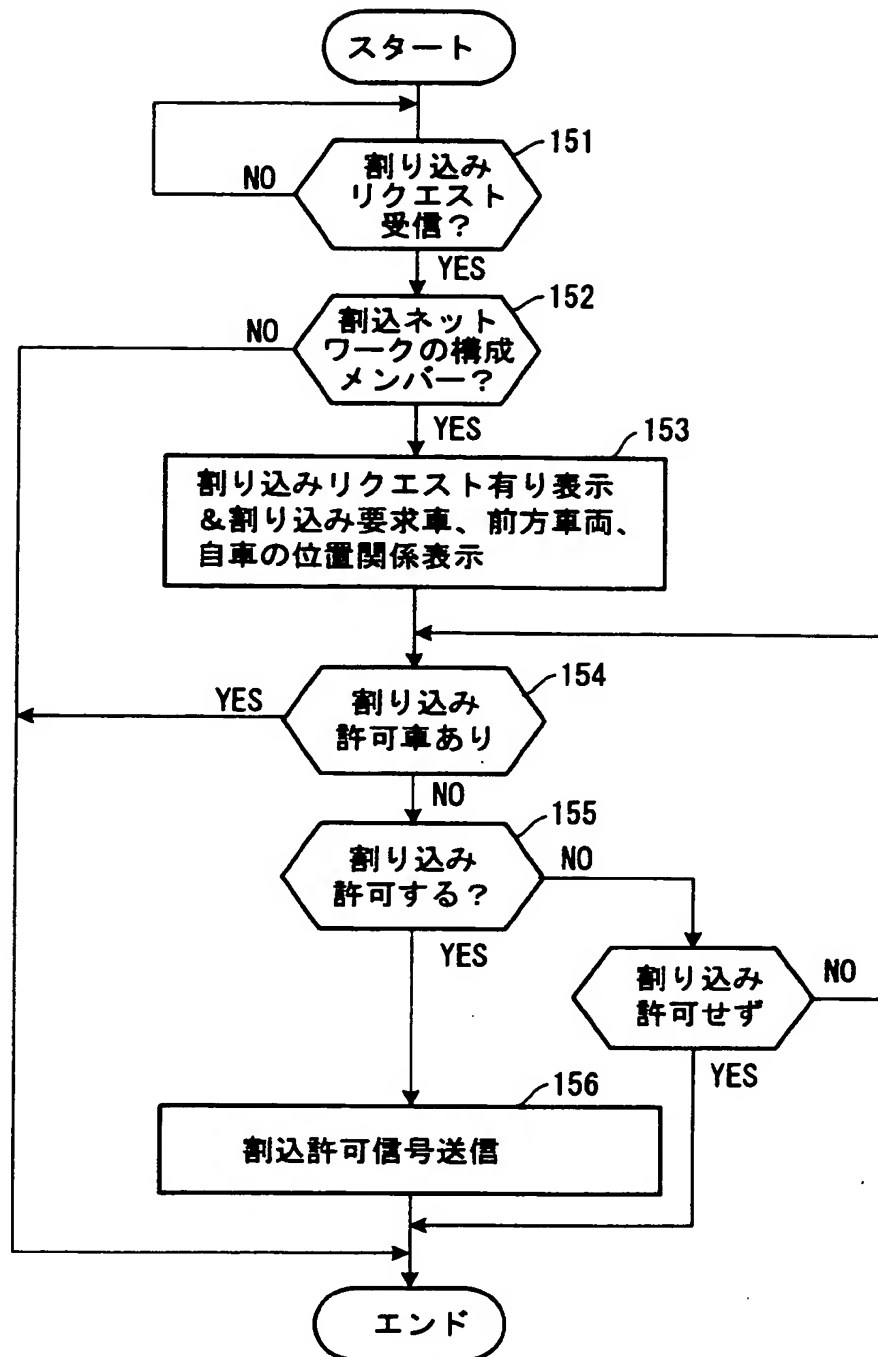 スタート
151
割り込み
リクエスト
受信?
NO
YES
152
割込ネット
ワークの構成
メンバー?
NO
YES
153
割り込みリクエスト有り表示
&割り込み要求車、前方車両、
自車の位置関係表示
154
割り込み
許可車あり
YES
NO
155
割り込み
許可する?
NO
YES
割り込み
許可せず
NO
YES
156
割込許可信号送信
エンド